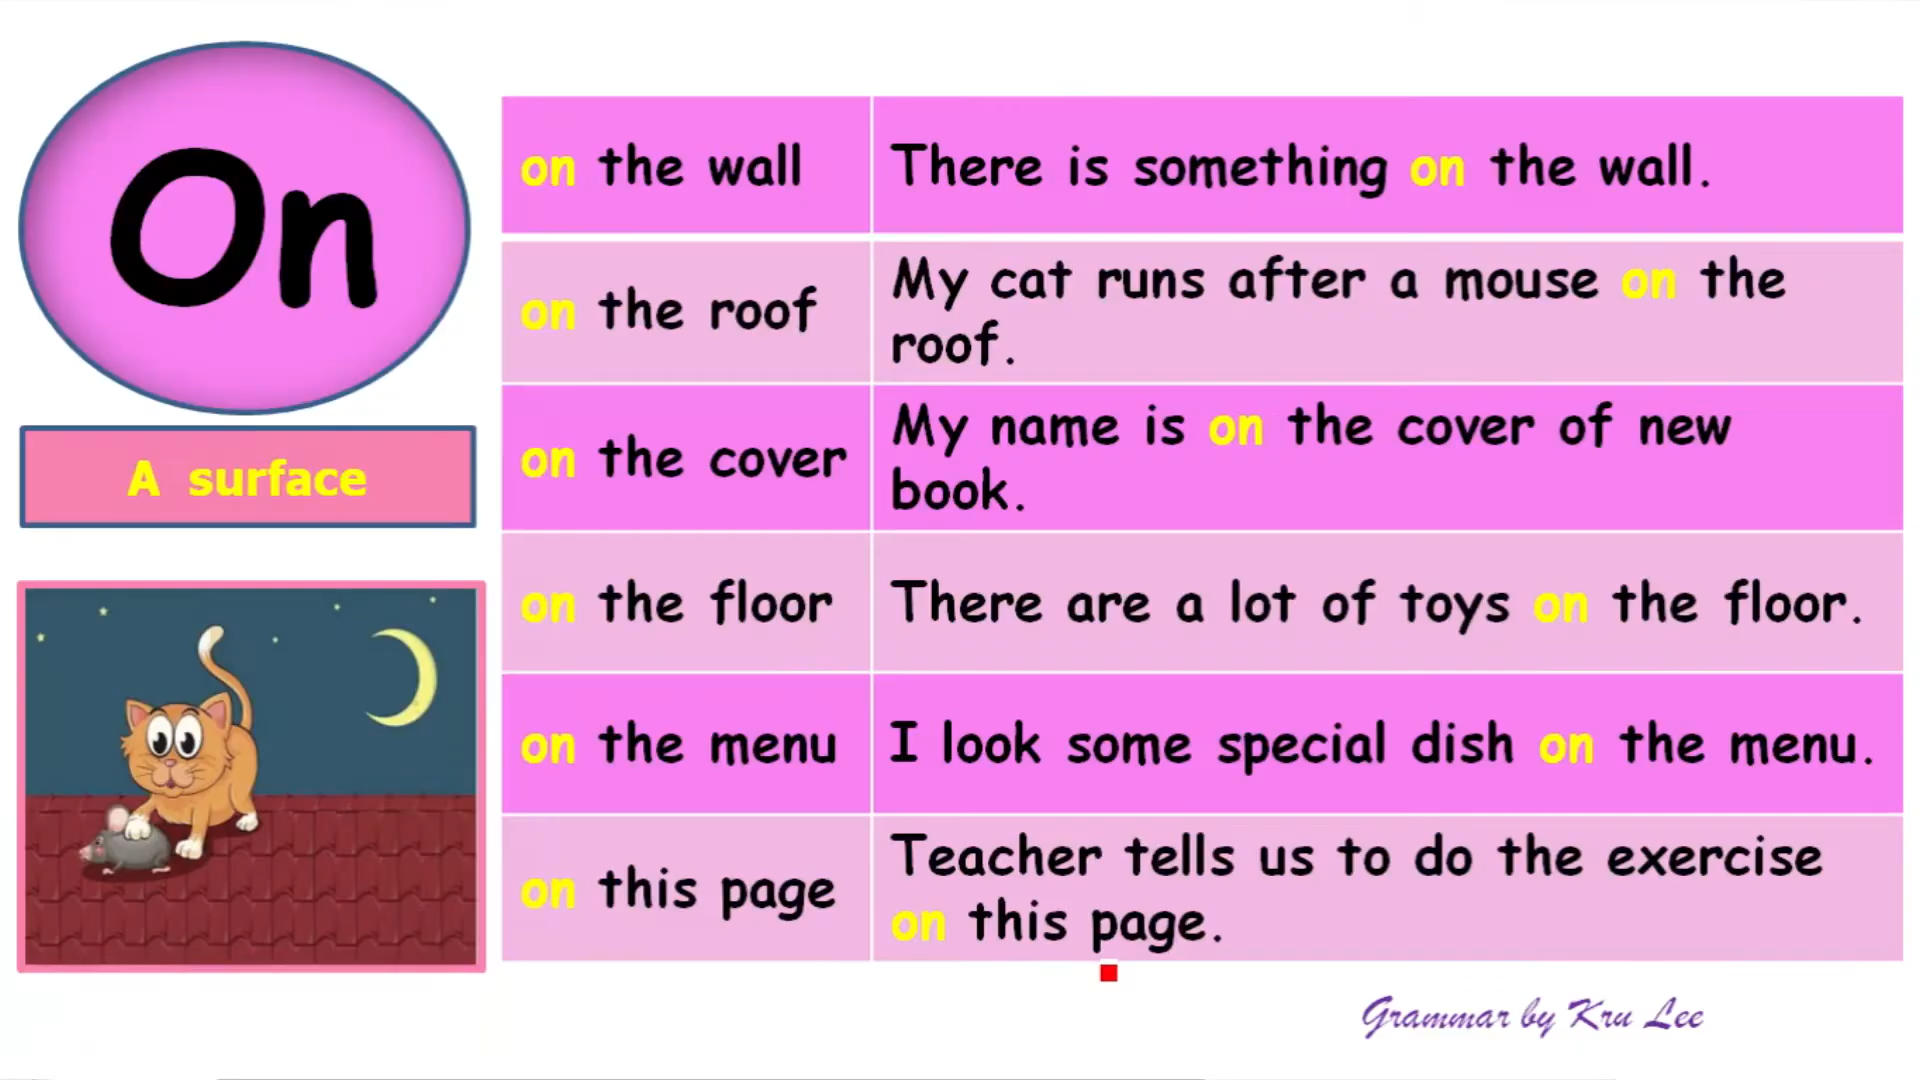 On
A surface
on the wall
There is something on the wall.
on the roof
My cat runs after a mouse on the
roof.
on the cover
My name is on the cover of new
book.
on the floor
There are a lot of toys on the floor.
on the menu
I look some special dish on the menu.
on this page
Teacher tells us to do the exercise
on this page.
Grammar by Kru Lee